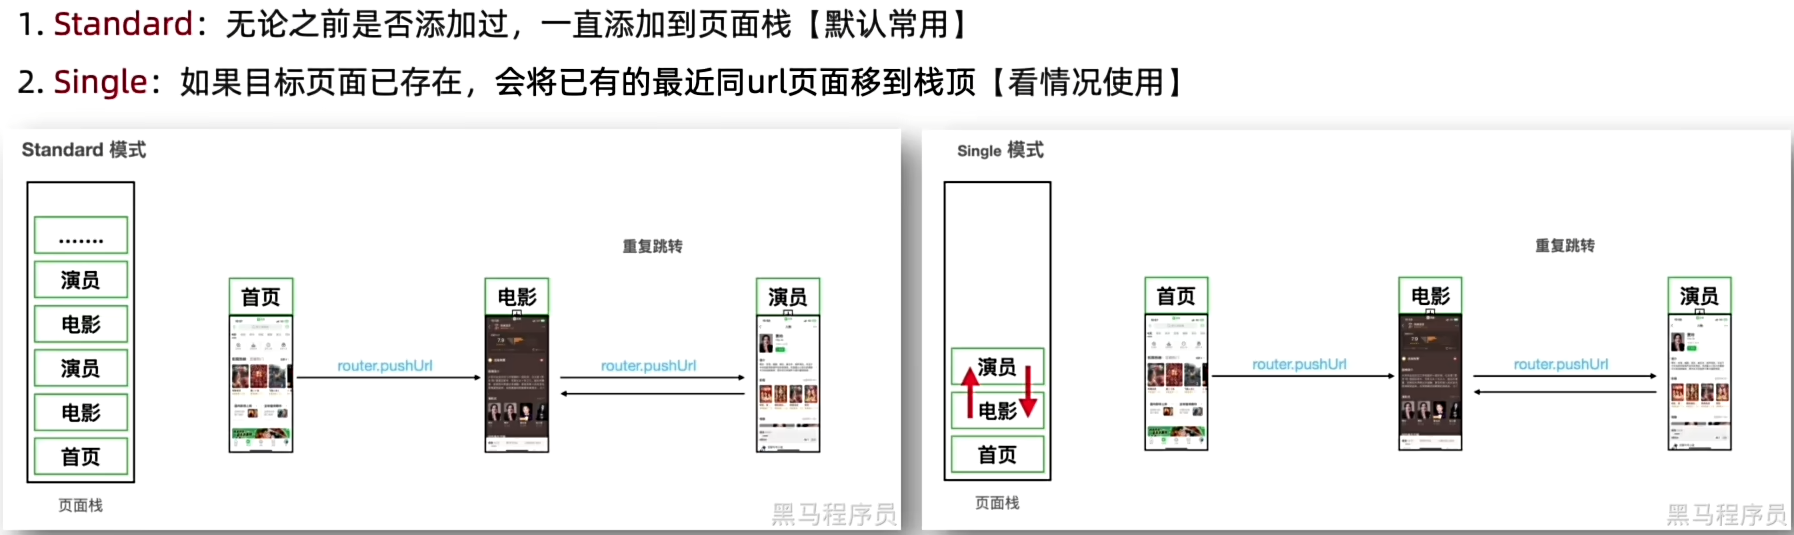 1. Standard：无论之前是否添加过，一直添加到页面栈【默认常用】
2. Single：如果目标页面已存在，会将已有的最近同url页面移到栈顶【看情况使用】
Standard 模式
.......
演员
电影
演员
电影
首页
页面栈
首页
router.pushUrl
电影
重复跳转
router.pushUrl
演员
黑马程序员
Single 模式
演员
电影
首页
页面栈
首页
router.pushUrl
电影
重复跳转
router.pushUrl
演员
黑马程序员